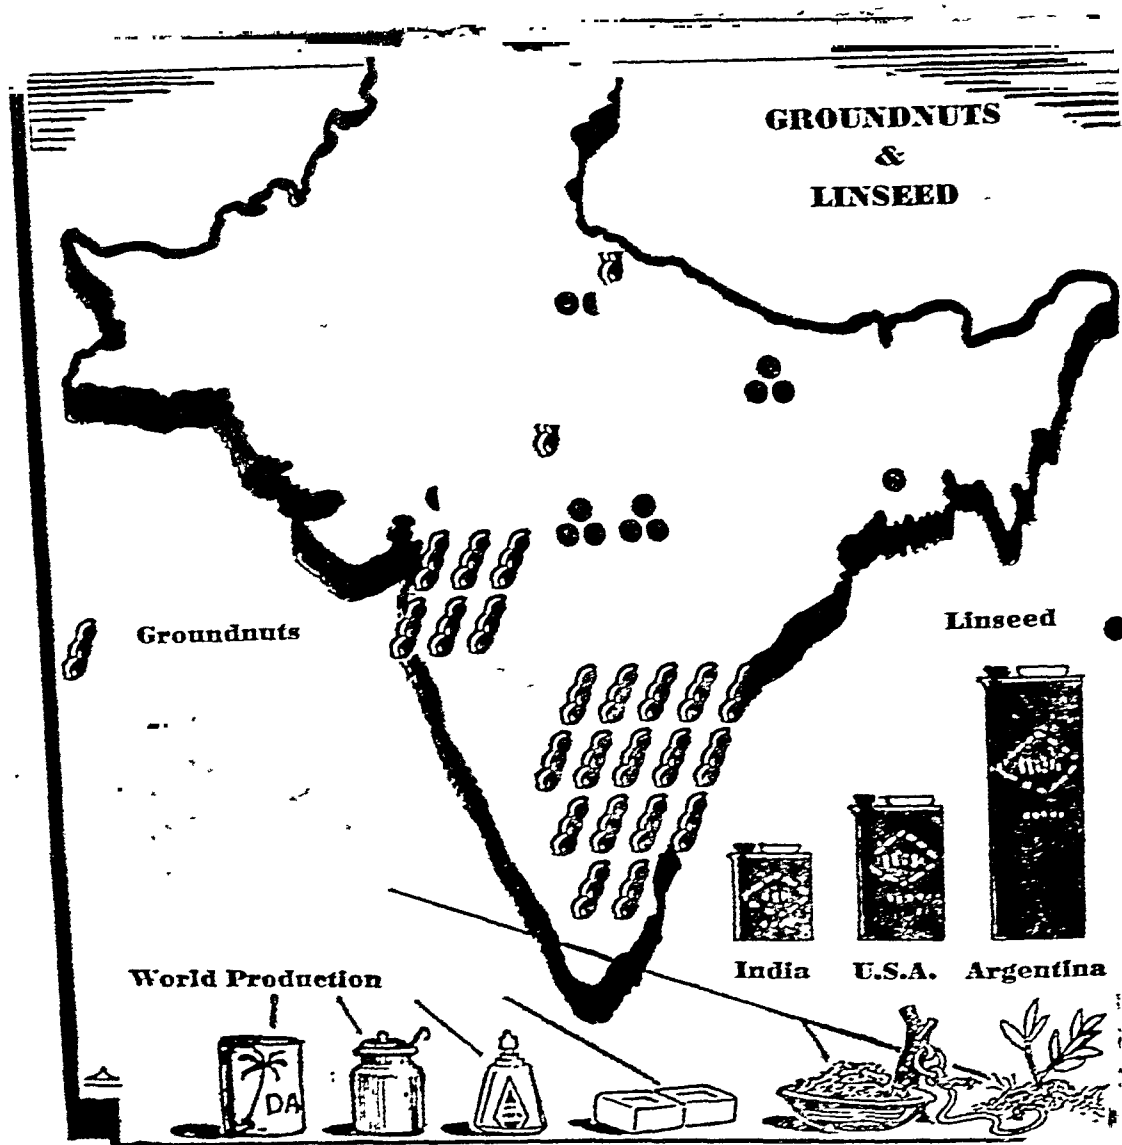 GROUNDNUTS
&
LINSEED
Groundnuts
Linseed
India U.S.A. Argentina
World Production
DA